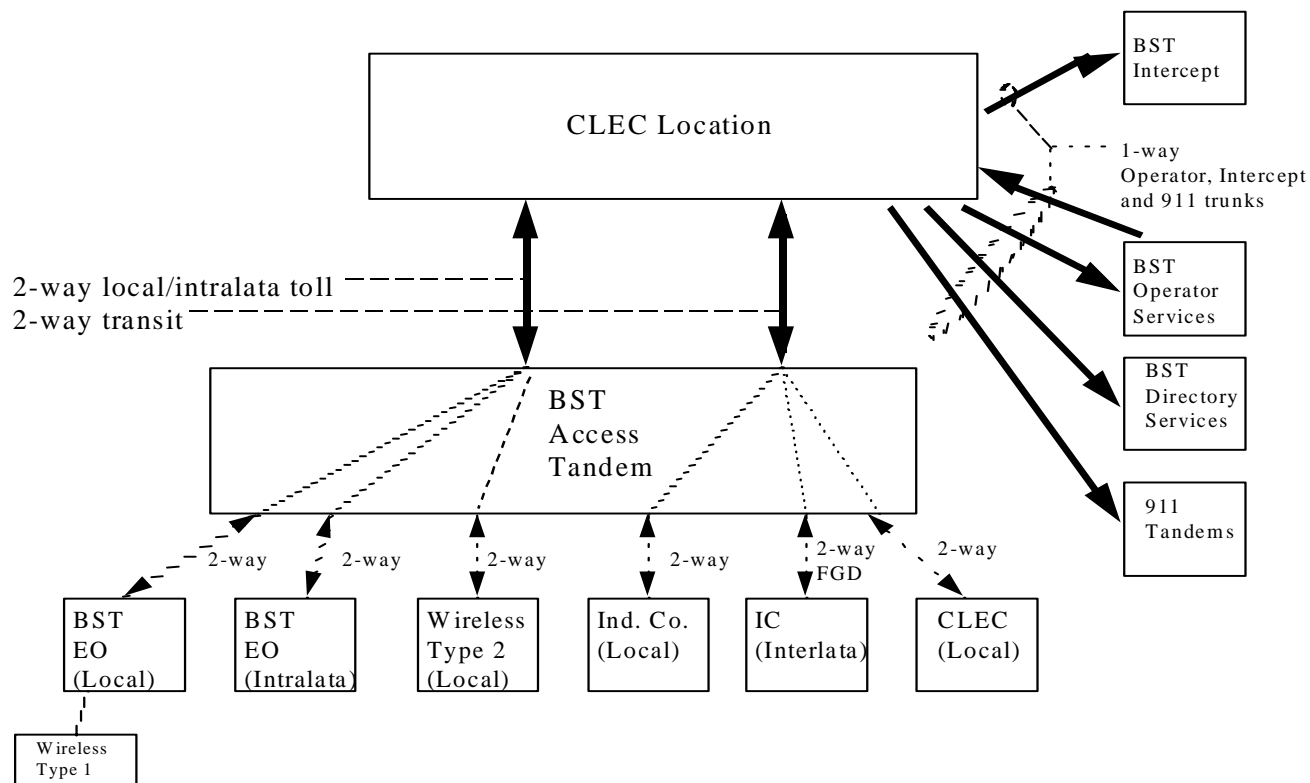 BST
Intercept
CLEC Location
1-way
Operator, Intercept
and 911 trunks
2-way local/intralata toll
2-way transit
BST
Operator
Services
BST
Directory
Services
911
Tandems
BST
Access
Tandem
2-way
2-way
2-way
2-way
2-way
FGD
2-way
BST
EO
(Local)
BST
EO
(Intralata)
Wireless
Type 2
(Local)
Ind. Co.
(Local)
IC
(Interlata)
CLEC
(Local)
Wireless
Type 1